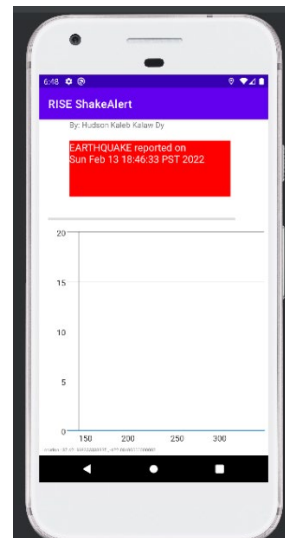 6:48
RISE ShakeAlert
By: Hudson Kaleb Kalaw Dy
EARTHQUAKE reported on
Sun Feb 13 18:46:33 PST 2022
20
15
10
5
0
150 200 250 300